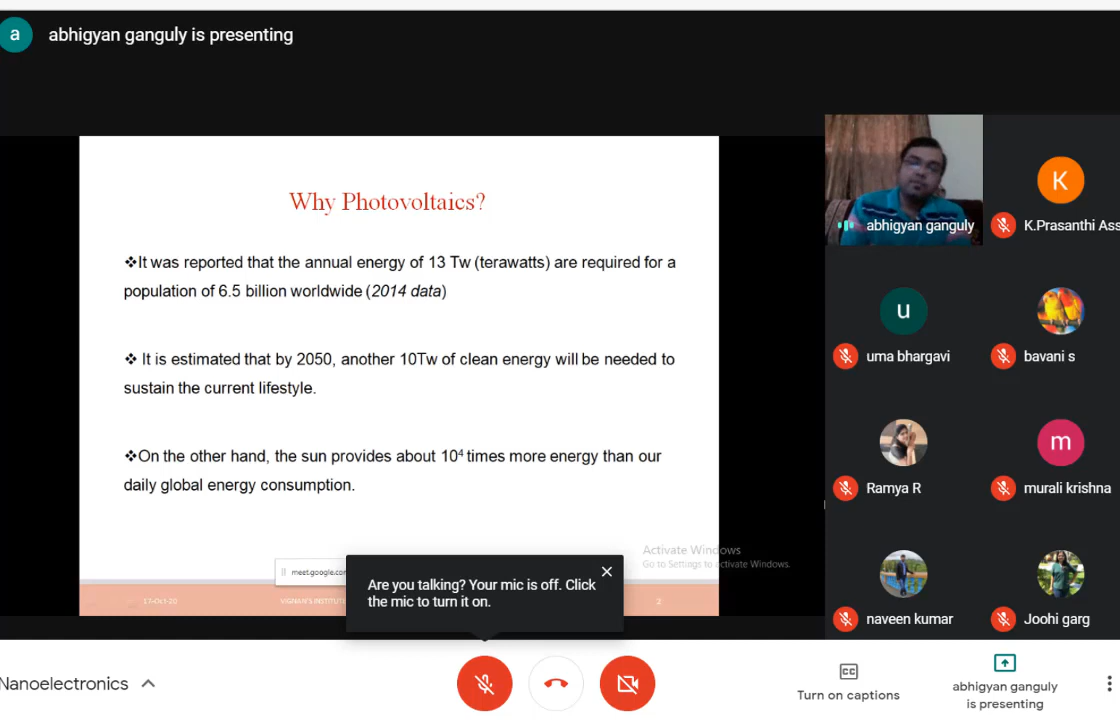 a
abhigyan ganguly is presenting
Why Photovoltaics?
❖It was reported that the annual energy of 13 Tw (terawatts) are required for a
population of 6.5 billion worldwide (2014 data)
❖ It is estimated that by 2050, another 10Tw of clean energy will be needed to
sustain the current lifestyle.
❖On the other hand, the sun provides about 10⁴ times more energy than our
daily global energy consumption.
Activate Windows
Go to Settings to activate Windows.
meet.google.com
17-Oct-20
VIGNAN'S
2
Are you talking? Your mic is off. Click
the mic to turn it on.
abhigyan ganguly
K
K.Prasanthi Ass
u
uma bhargavi
bavani s
Ramya R
m
murali krishna
naveen kumar
Joohi garg
Nanoelectronics
CC
Turn on captions
abhigyan ganguly
is presenting